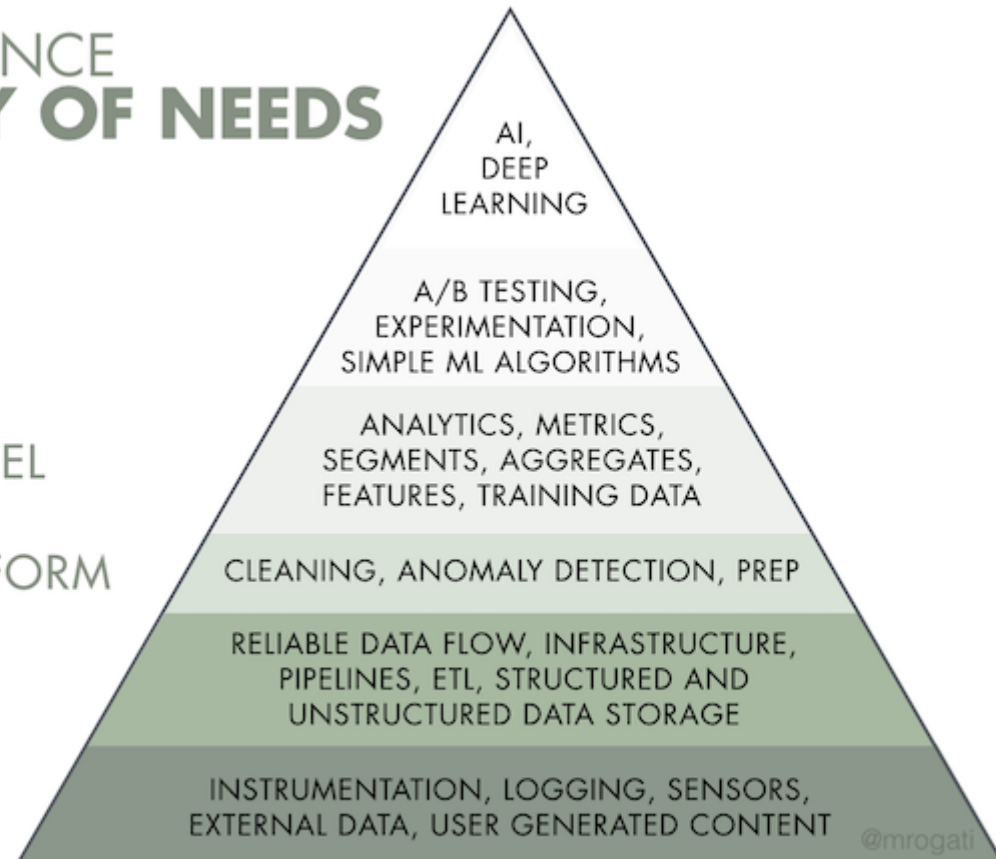 NCE
Y OF NEEDS
AI,
DEEP
LEARNING
A/B TESTING,
EXPERIMENTATION,
SIMPLE ML ALGORITHMS
EL
ANALYTICS, METRICS,
SEGMENTS, AGGREGATES,
FEATURES, TRAINING DATA
FORM
CLEANING, ANOMALY DETECTION, PREP
RELIABLE DATA FLOW, INFRASTRUCTURE,
PIPELINES, ETL, STRUCTURED AND
UNSTRUCTURED DATA STORAGE
INSTRUMENTATION, LOGGING, SENSORS,
EXTERNAL DATA, USER GENERATED CONTENT
@mrogati